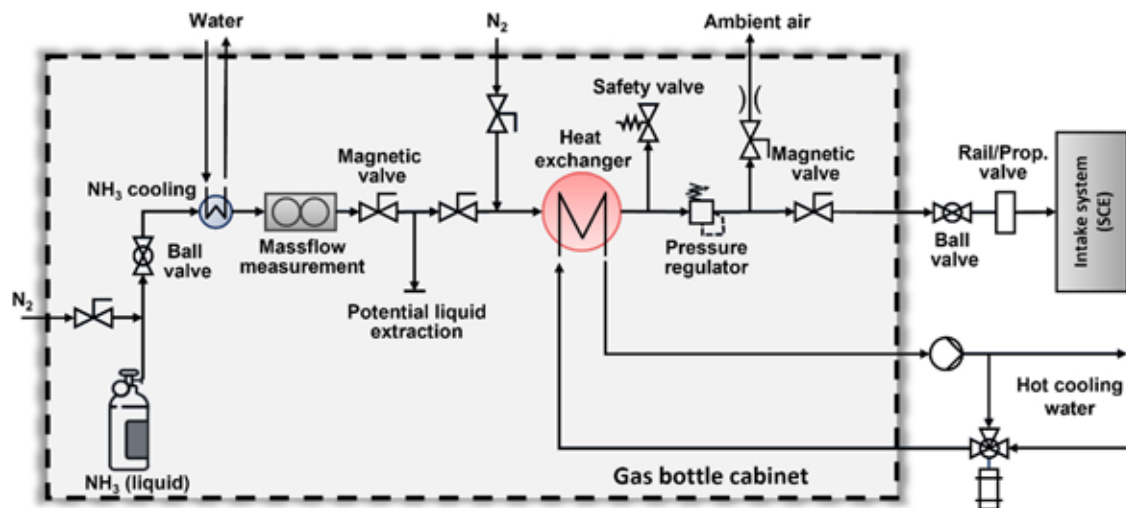 Water
N₂
Ambient air
Safety valve
Heat
exchanger
Magnetic
valve
Magnetic
valve
Rail/Prop.
valve
NH₃ cooling
Ball
valve
Massflow
measurement
Pressure
regulator
Ball
valve
Intake system
(SCE)
N₂
Potential liquid
extraction
Hot cooling
water
NH₃ (liquid)
Gas bottle cabinet